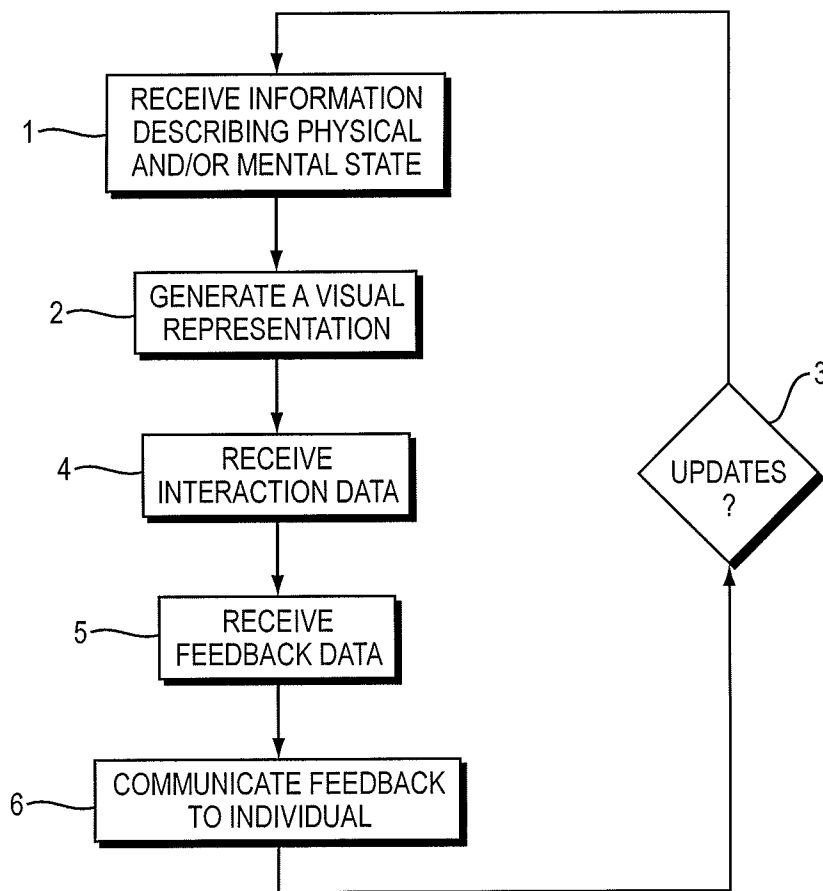 1
RECEIVE INFORMATION
DESCRIBING PHYSICAL
AND/OR MENTAL STATE
2
GENERATE A VISUAL
REPRESENTATION
4
RECEIVE
INTERACTION DATA
5
RECEIVE
FEEDBACK DATA
6
COMMUNICATE FEEDBACK
TO INDIVIDUAL
3
UPDATES
?